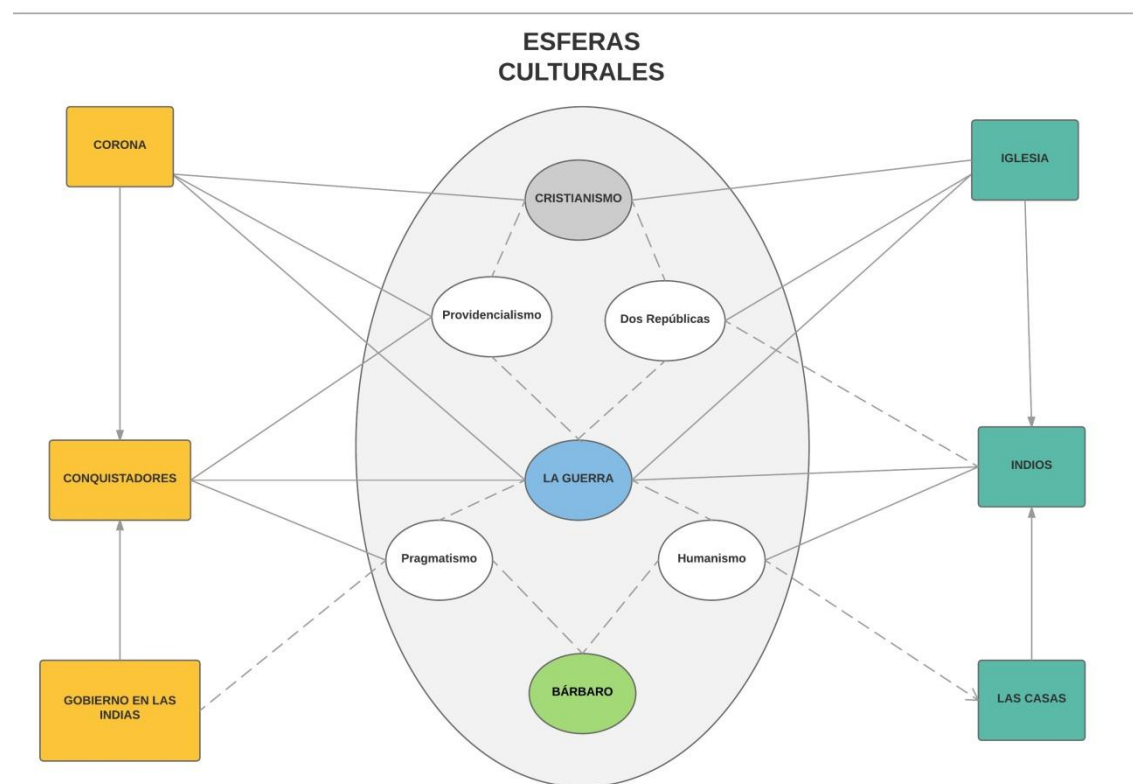 ESFERAS
CULTURALES
CORONA
IGLESIA
CRISTIANISMO
Providencialismo
Dos Repúblicas
CONQUISTADORES
LA GUERRA
INDIOS
Pragmatismo
Humanismo
GOBIERNO EN LAS
INDIAS
BÁRBARO
LAS CASAS